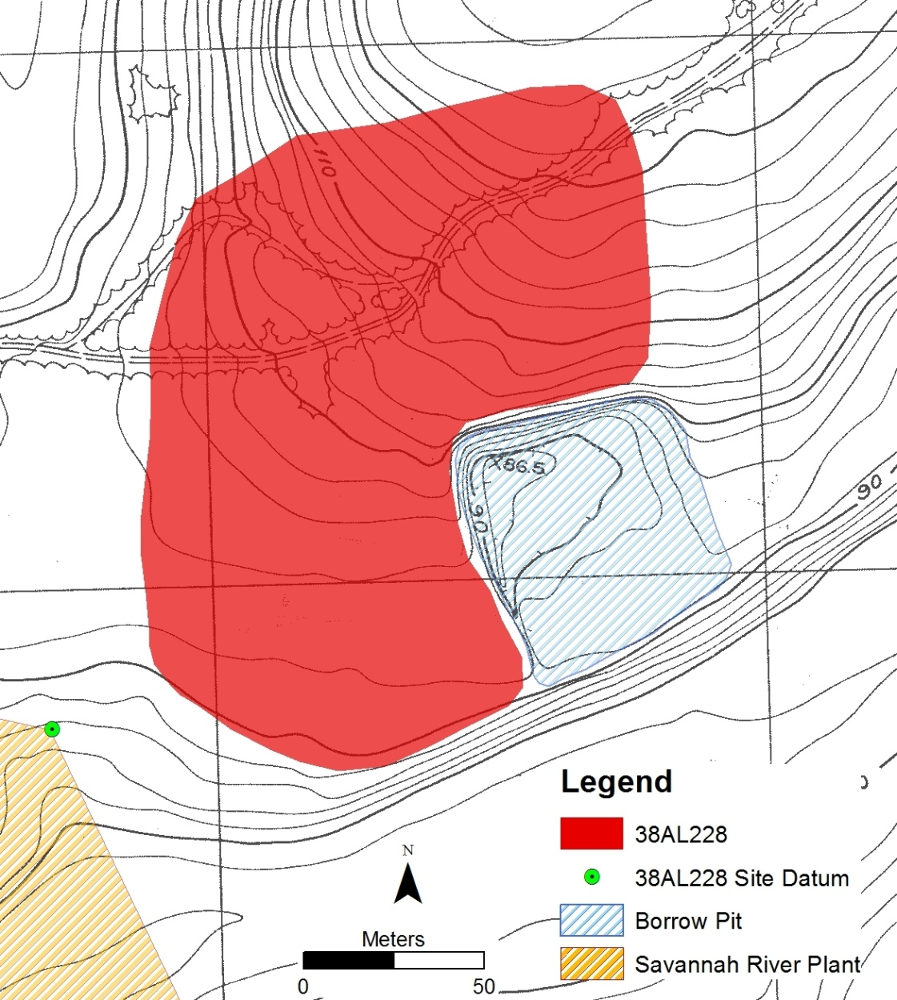 110
X86.5
90
90
Legend
38AL228
38AL228 Site Datum
Borrow Pit
Savannah River Plant
N
Meters
0 50